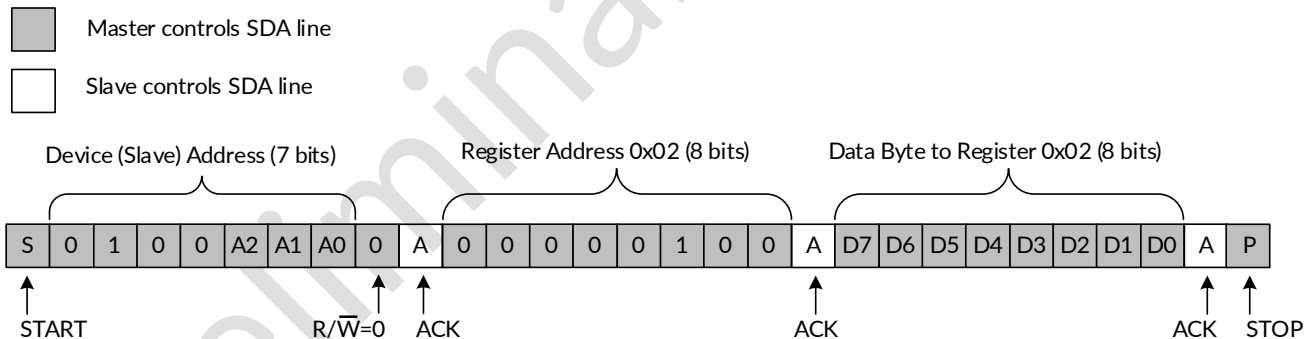 Master controls SDA line
Slave controls SDA line
Device (Slave) Address (7 bits) Register Address 0x02 (8 bits) Data Byte to Register 0x02 (8 bits)
S 0 1 0 0 A2 A1 A0 0 A 0 0 0 0 0 1 0 0 A D7 D6 D5 D4 D3 D2 D1 D0 A P
START R/W̅=0 ACK ACK ACK STOP